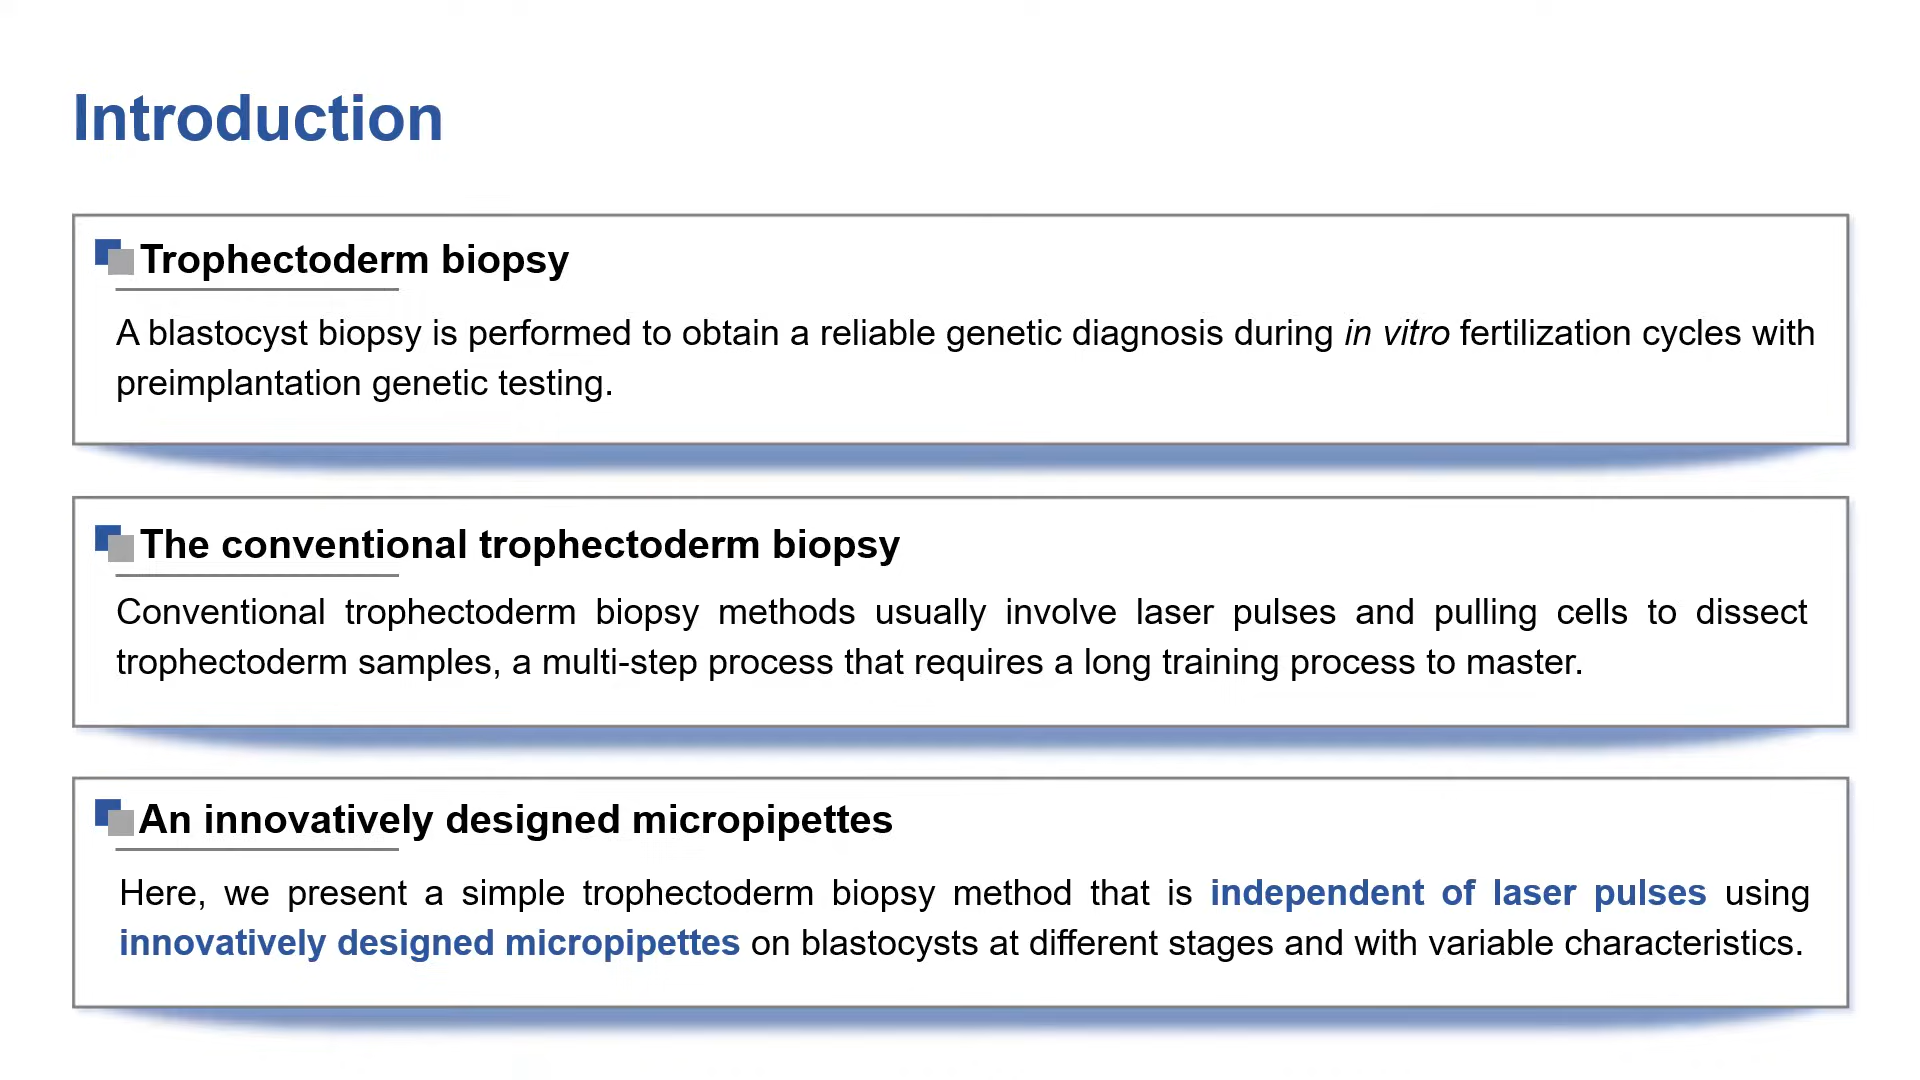 Introduction
Trophectoderm biopsy
A blastocyst biopsy is performed to obtain a reliable genetic diagnosis during in vitro fertilization cycles with
preimplantation genetic testing.
The conventional trophectoderm biopsy
Conventional trophectoderm biopsy methods usually involve laser pulses and pulling cells to dissect
trophectoderm samples, a multi-step process that requires a long training process to master.
An innovatively designed micropipettes
Here, we present a simple trophectoderm biopsy method that is independent of laser pulses using
innovatively designed micropipettes on blastocysts at different stages and with variable characteristics.